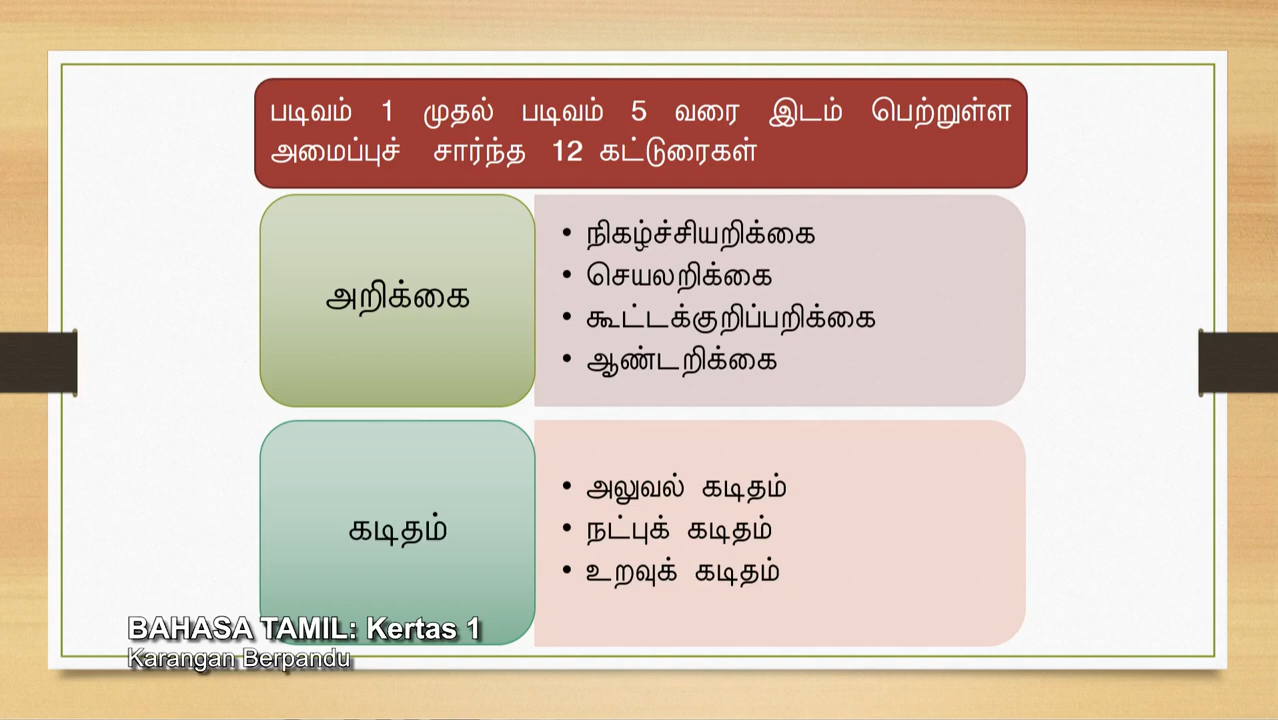 படிவம் 1 முதல் படிவம் 5 வரை இடம் பெற்றுள்ள
அமைப்புச் சார்ந்த 12 கட்டுரைகள்
அறிக்கை
• நிகழ்ச்சியறிக்கை
• செயலறிக்கை
• கூட்டக்குறிப்பறிக்கை
• ஆண்டறிக்கை
கடிதம்
• அலுவல் கடிதம்
• நட்புக் கடிதம்
• உறவுக் கடிதம்
BAHASA TAMIL: Kertas 1
Karangan Berpandu